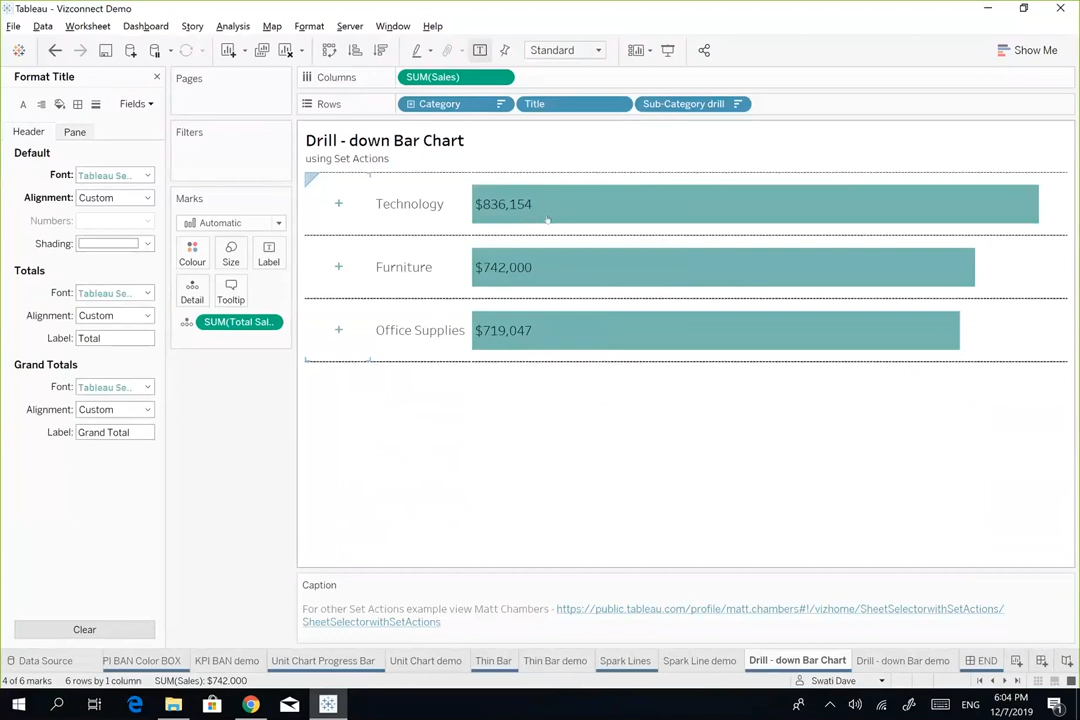 Tableau - Vizconnect Demo
File Data Worksheet Dashboard Story Analysis Map Format Server Window Help
Standard
Show Me
Format Title
Fields
Header Pane
Default
Font: Tableau Se..
Alignment: Custom
Numbers:
Shading:
Totals
Font: Tableau Se..
Alignment: Custom
Label: Total
Grand Totals
Font: Tableau Se..
Alignment: Custom
Label: Grand Total
Clear
Pages
Filters
Marks
Automatic
Colour Size Label
Detail Tooltip
SUM(Total Sal..
Columns SUM(Sales)
Rows Category Title Sub-Category drill
Drill - down Bar Chart
using Set Actions
+ Technology $836,154
+ Furniture $742,000
+ Office Supplies $719,047
Caption
For other Set Actions example view Matt Chambers - https://public.tableau.com/profile/matt.chambers#!/vizhome/SheetSelectorwithSetActions/
SheetSelectorwithSetActions
Data Source PI BAN Color BOX KPI BAN demo Unit Chart Progress Bar Unit Chart demo Thin Bar Thin Bar demo Spark Lines Spark Line demo Drill - down Bar Chart Drill - down Bar demo END
4 of 6 marks 6 rows by 1 column SUM(Sales): $742.000 Swati Dave
ENG 6:04 PM
12/7/2019
1